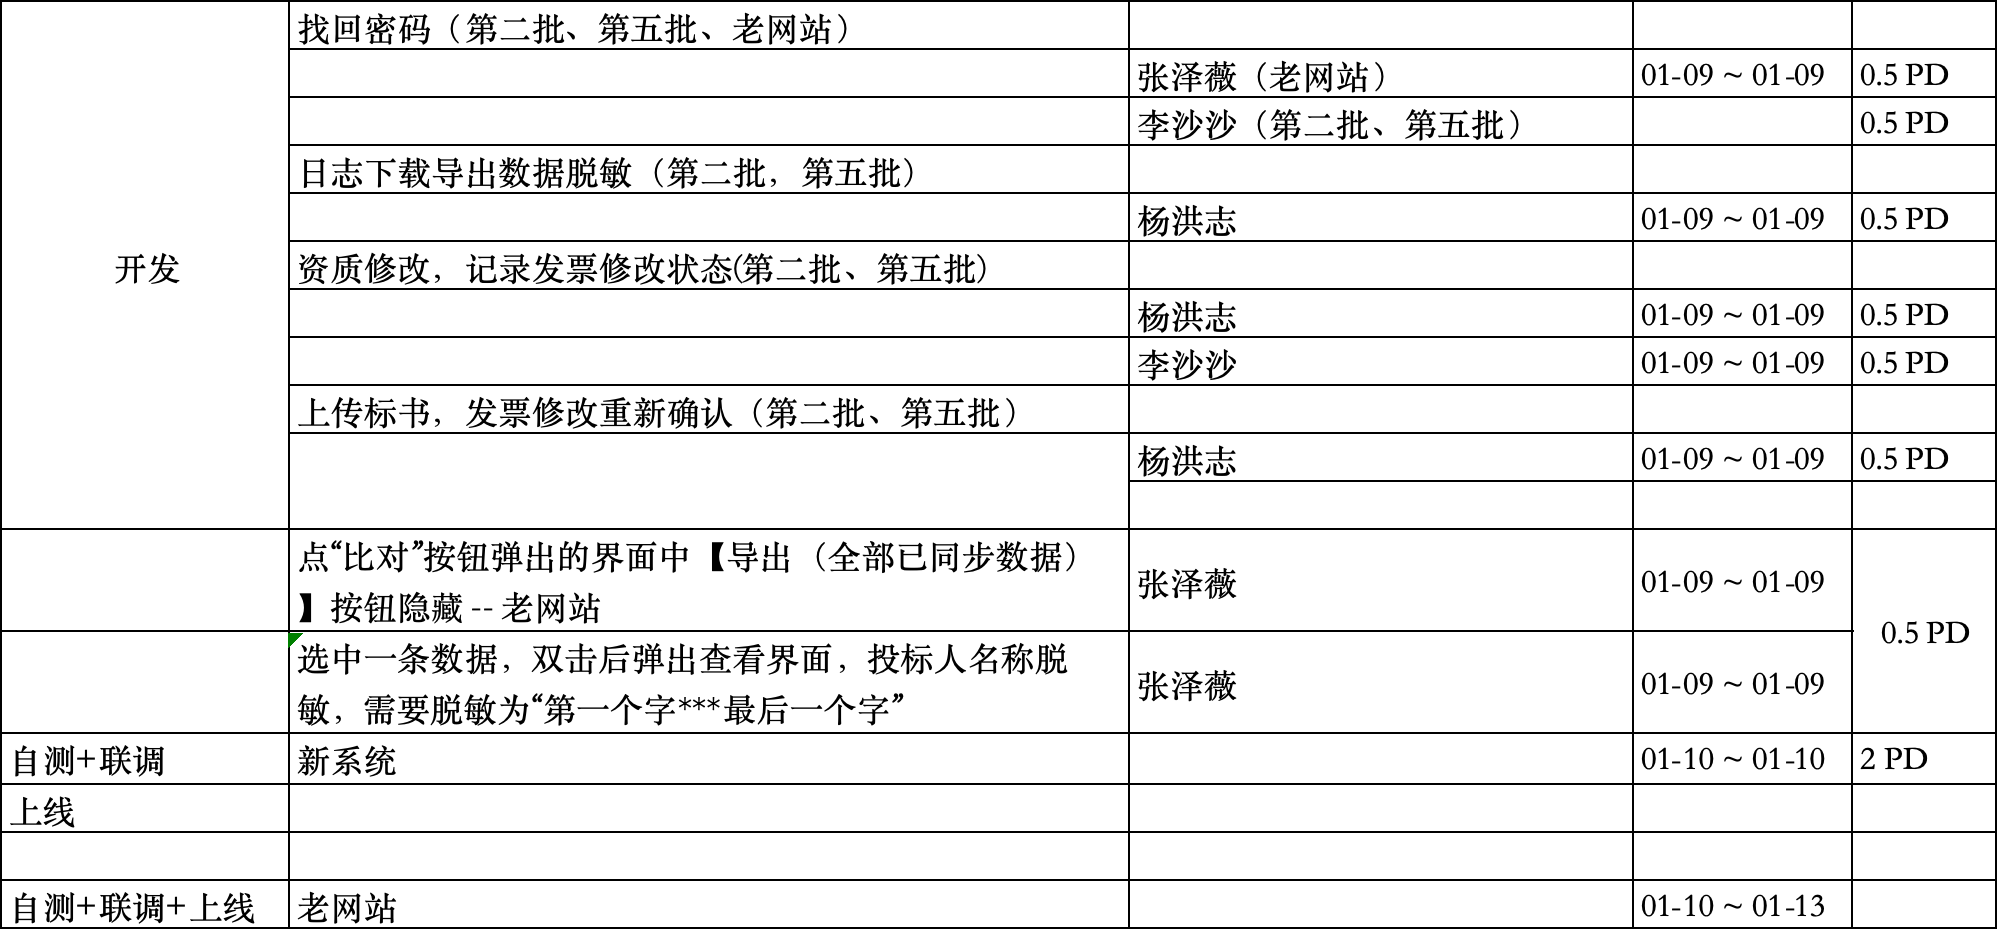 找回密码（第二批、第五批、老网站）
张泽薇（老网站） 01-09 ~ 01-09 0.5 PD
李沙沙（第二批、第五批） 0.5 PD
日志下载导出数据脱敏（第二批，第五批）
杨洪志 01-09 ~ 01-09 0.5 PD
开发 资质修改，记录发票修改状态(第二批、第五批)
杨洪志 01-09 ~ 01-09 0.5 PD
李沙沙 01-09 ~ 01-09 0.5 PD
上传标书，发票修改重新确认（第二批、第五批）
杨洪志 01-09 ~ 01-09 0.5 PD
点“比对”按钮弹出的界面中【导出（全部已同步数据）
】按钮隐藏 -- 老网站
张泽薇 01-09 ~ 01-09
0.5 PD
选中一条数据，双击后弹出查看界面，投标人名称脱
敏，需要脱敏为“第一个字***最后一个字”
张泽薇 01-09 ~ 01-09
自测+联调 新系统 01-10 ~ 01-10 2 PD
上线
自测+联调+上线 老网站 01-10 ~ 01-13